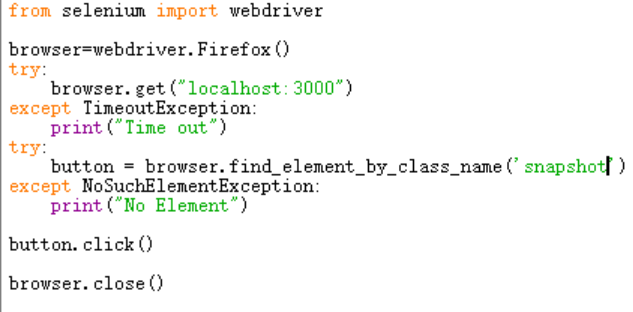 from selenium import webdriver
browser=webdriver.Firefox()
try:
    browser.get("localhost:3000")
except TimeoutException:
    print("Time out")
try:
    button = browser.find_element_by_class_name('snapshot')
except NoSuchElementException:
    print("No Element")
button.click()
browser.close()